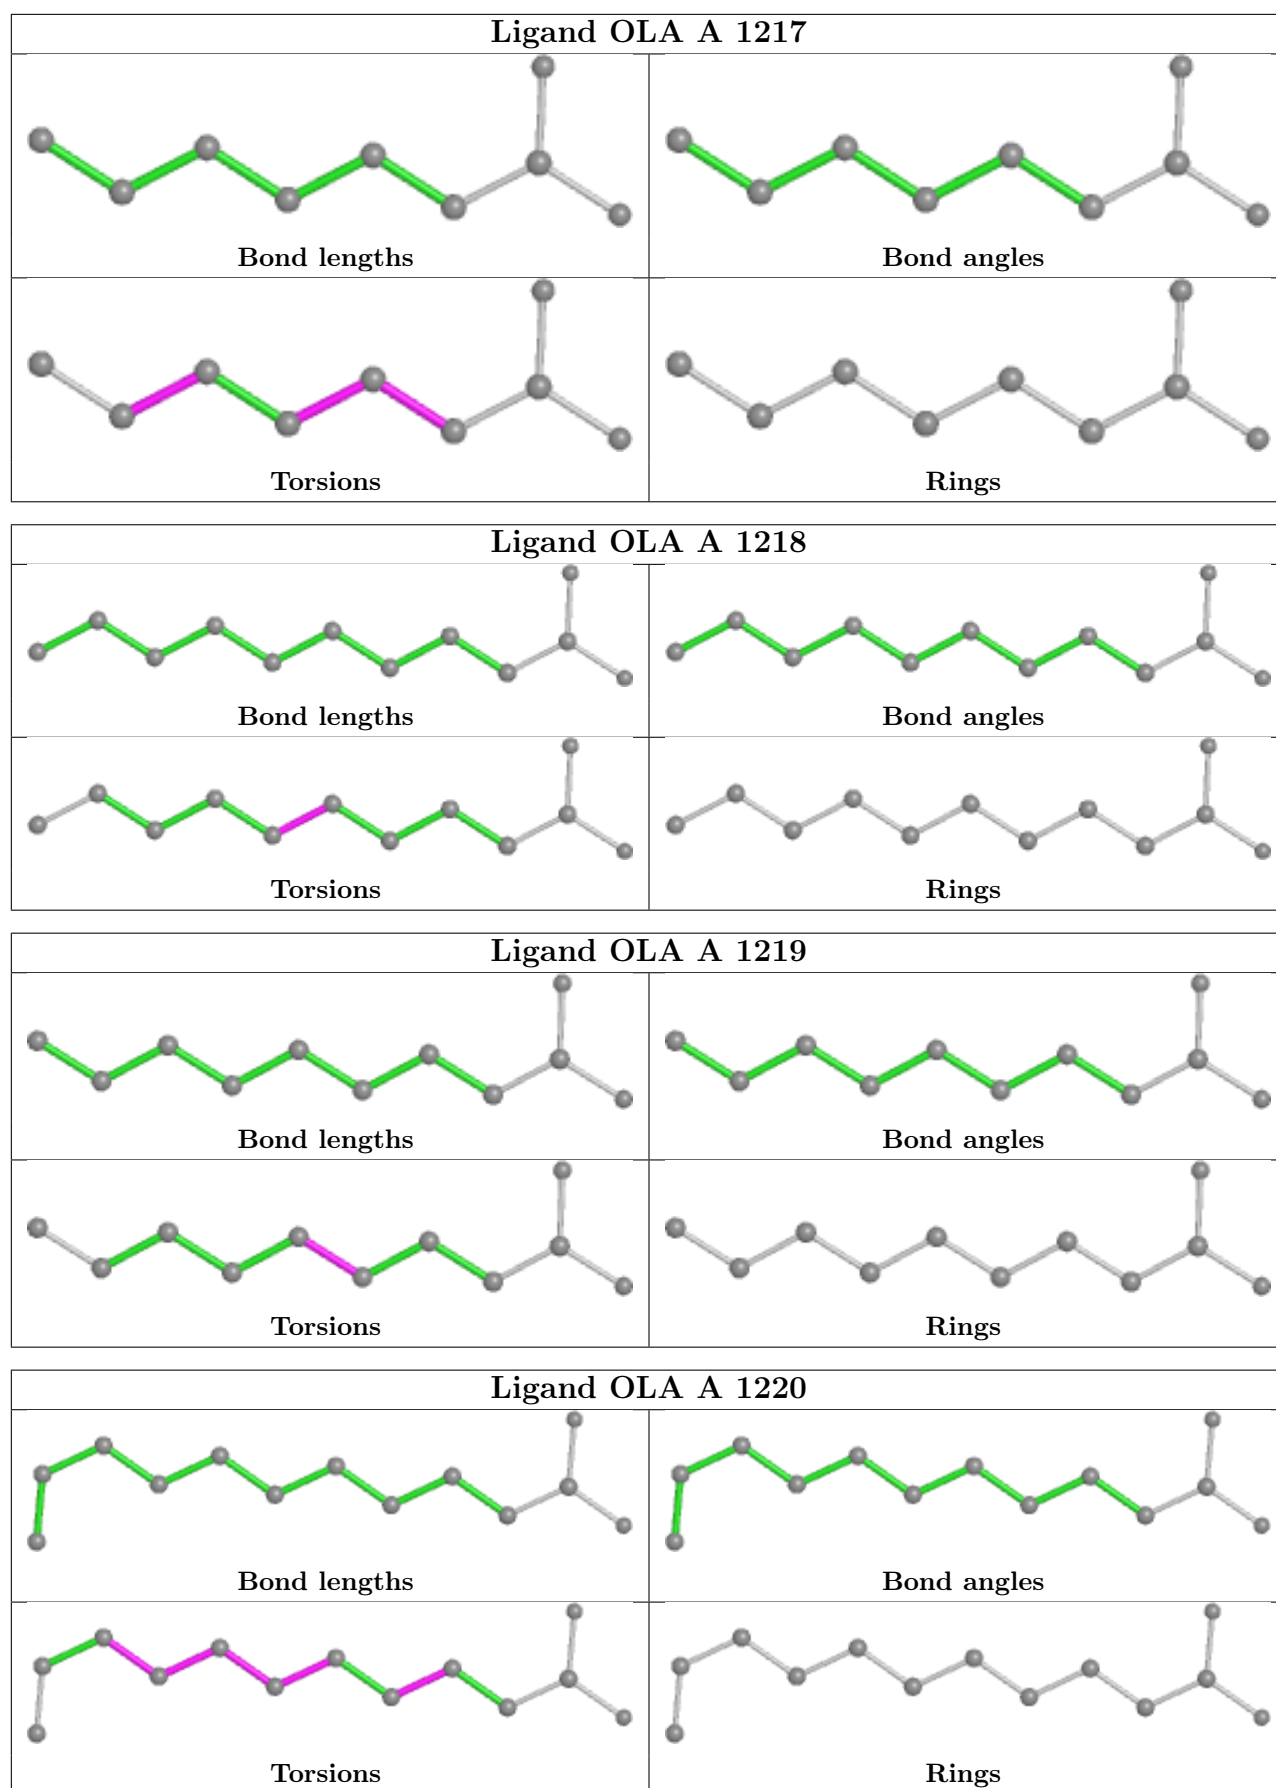 Ligand OLA A 1217
Bond lengths
Bond angles
Torsions
Rings
Ligand OLA A 1218
Bond lengths
Bond angles
Torsions
Rings
Ligand OLA A 1219
Bond lengths
Bond angles
Torsions
Rings
Ligand OLA A 1220
Bond lengths
Bond angles
Torsions
Rings